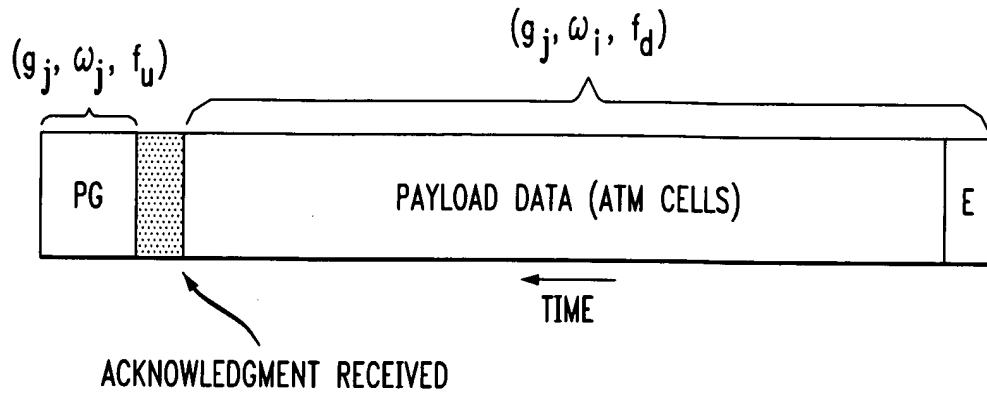 (g_j, ω_i, f_d)
(g_j, ω_j, f_u)
PG
PAYLOAD DATA (ATM CELLS)
E
TIME
ACKNOWLEDGMENT RECEIVED